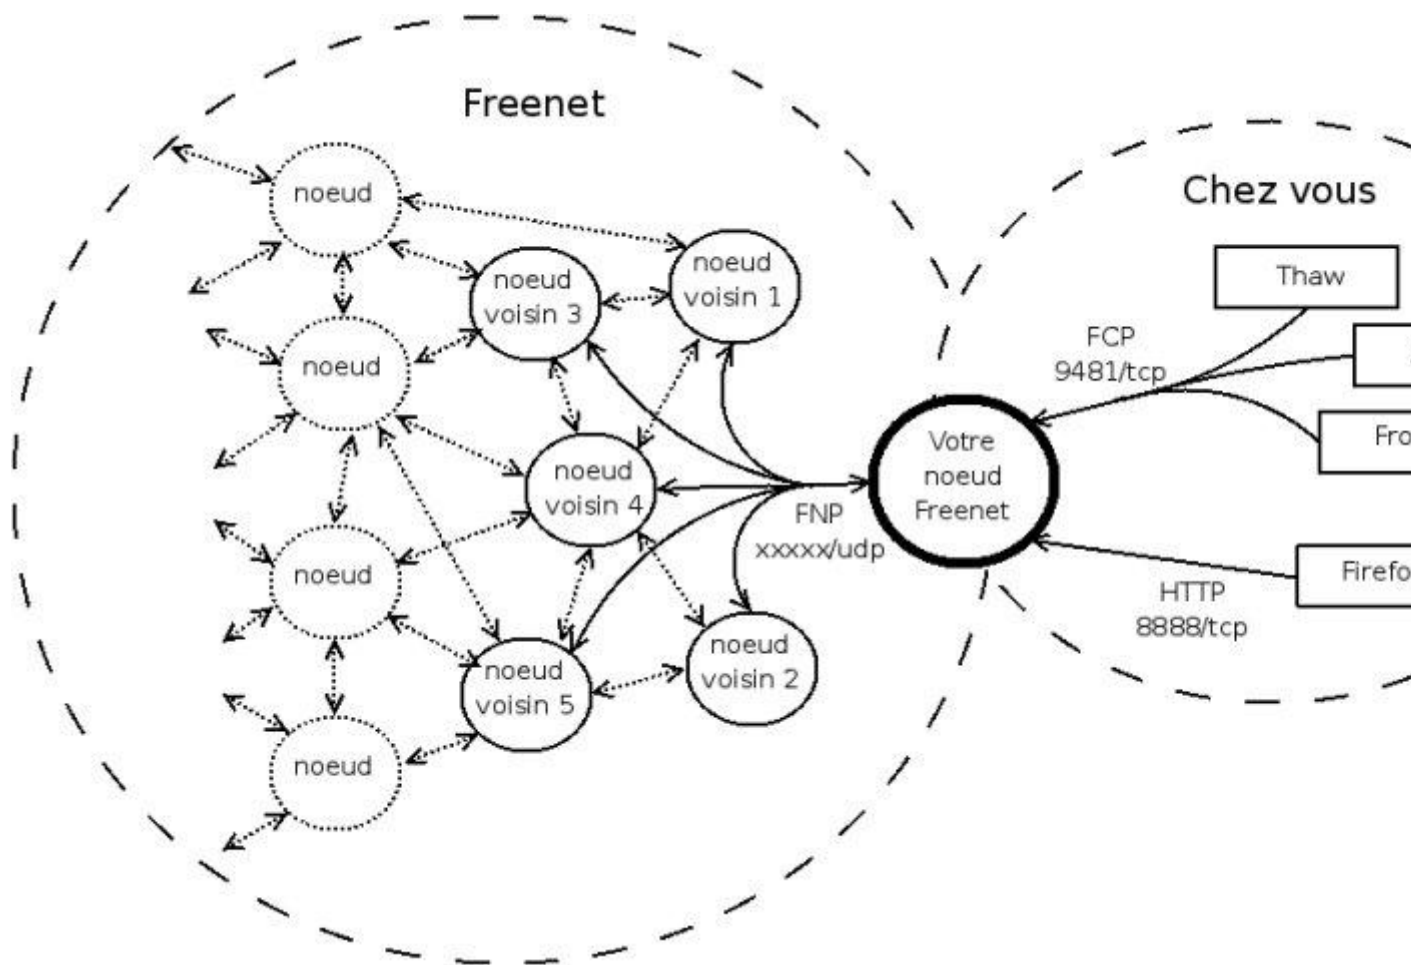 Freenet
Chez vous
noeud
noeud
voisin 1
noeud
voisin 3
Thaw
FCP
9481/tcp
noeud
Votre
noeud
Freenet
noeud
voisin 4
FNP
xxxxx/udp
noeud
HTTP
8888/tcp
noeud
voisin 2
noeud
voisin 5
noeud